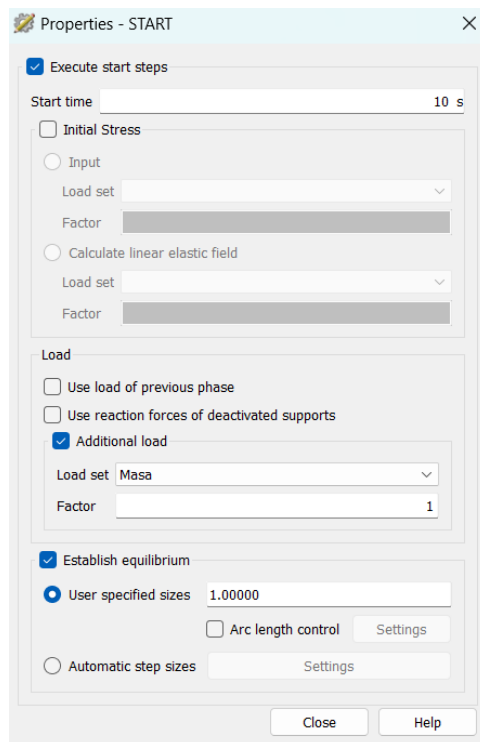 Properties - START
Execute start steps
Start time 10 s
Initial Stress
Input
Load set
Factor
Calculate linear elastic field
Load set
Factor
Load
Use load of previous phase
Use reaction forces of deactivated supports
Additional load
Load set Masa
Factor 1
Establish equilibrium
User specified sizes 1.00000
Arc length control Settings
Automatic step sizes Settings
Close Help